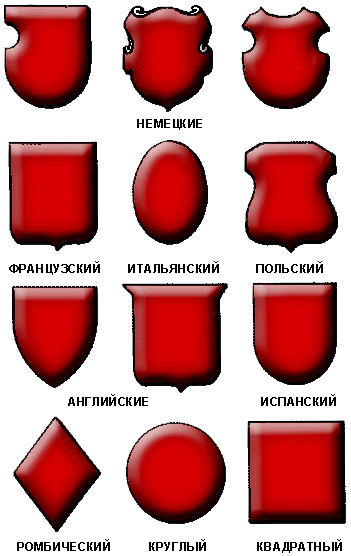 НЕМЕЦКИЕ
ФРАНЦУЗСКИЙ ИТАЛЬЯНСКИЙ ПОЛЬСКИЙ
АНГЛИЙСКИЕ ИСПАНСКИЙ
РОМБИЧЕСКИЙ КРУГЛЫЙ КВАДРАТНЫЙ